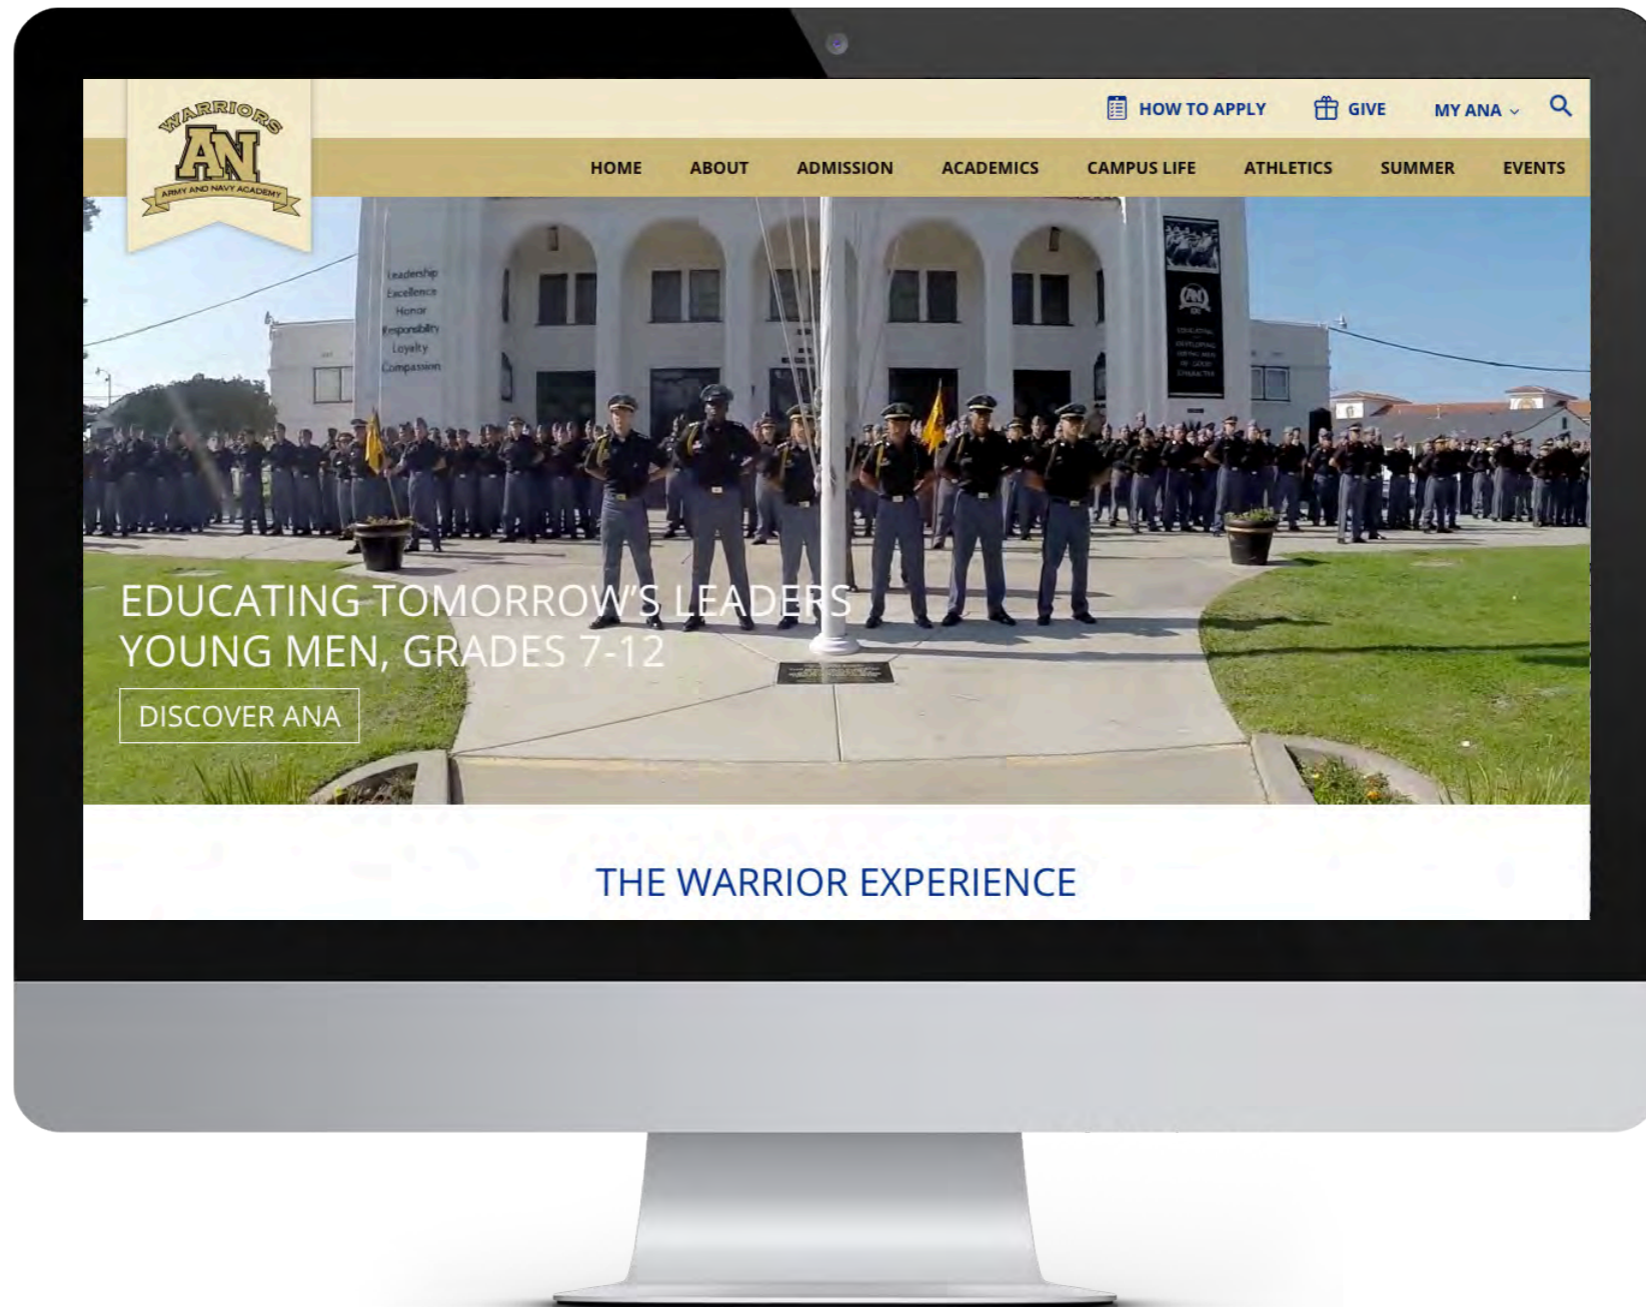 WARRIORS
AN
ARMY AND NAVY ACADEMY
HOW TO APPLY
GIVE
MY ANA
HOME
ABOUT
ADMISSION
ACADEMICS
CAMPUS LIFE
ATHLETICS
SUMMER
EVENTS
Leadership
Excellence
Honor
Responsibility
Loyalty
Compassion
AN
EDUCATING TOMORROW'S LEADERS
YOUNG MEN, GRADES 7-12
DISCOVER ANA
THE WARRIOR EXPERIENCE